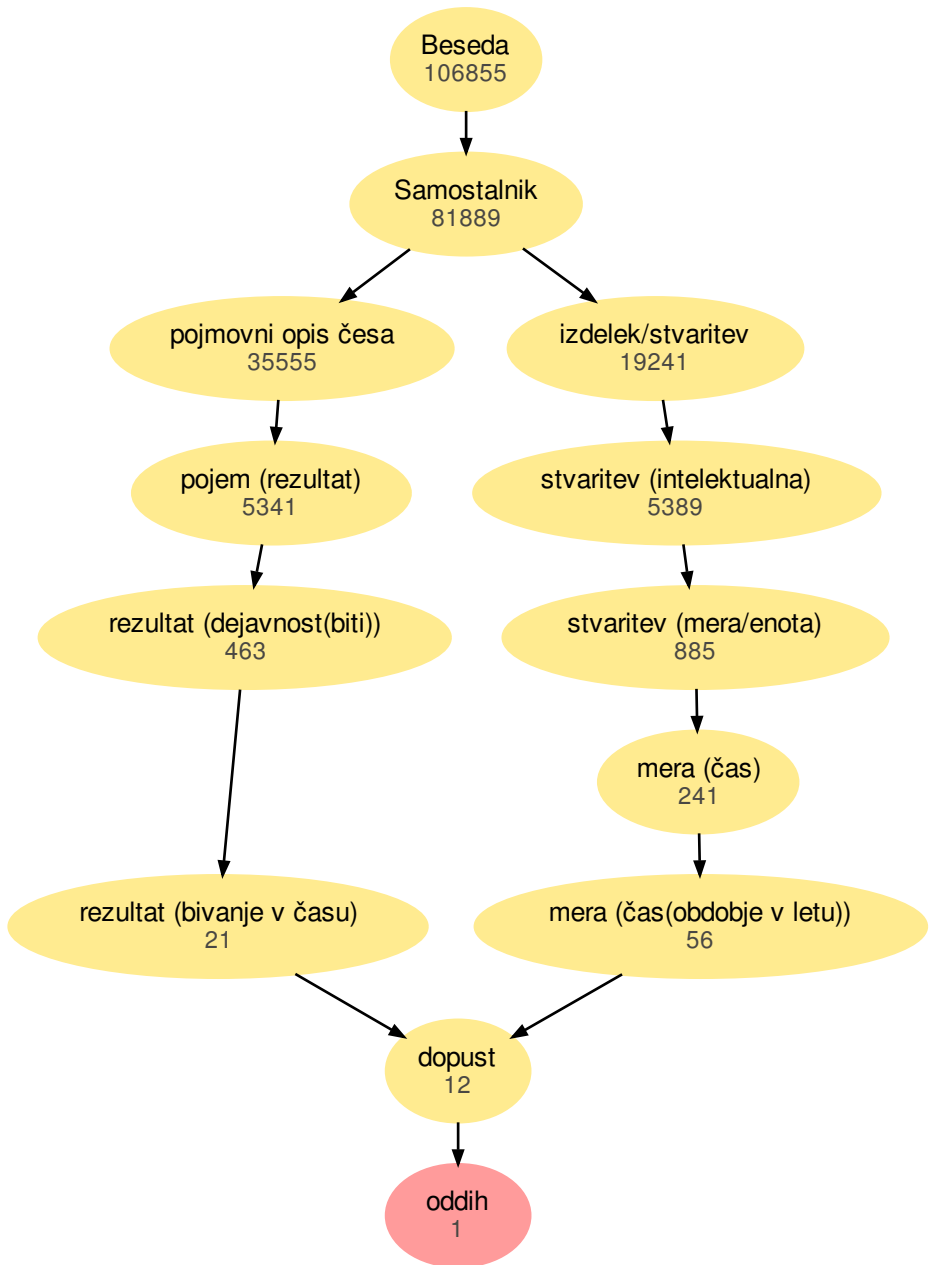 Beseda
106855
Samostalnik
81889
pojmovni opis česa
35555
izdelek/stvaritev
19241
pojem (rezultat)
5341
stvaritev (intelektualna)
5389
rezultat (dejavnost(biti))
463
stvaritev (mera/enota)
885
mera (čas)
241
rezultat (bivanje v času)
21
mera (čas(obdobje v letu))
56
dopust
12
oddih
1